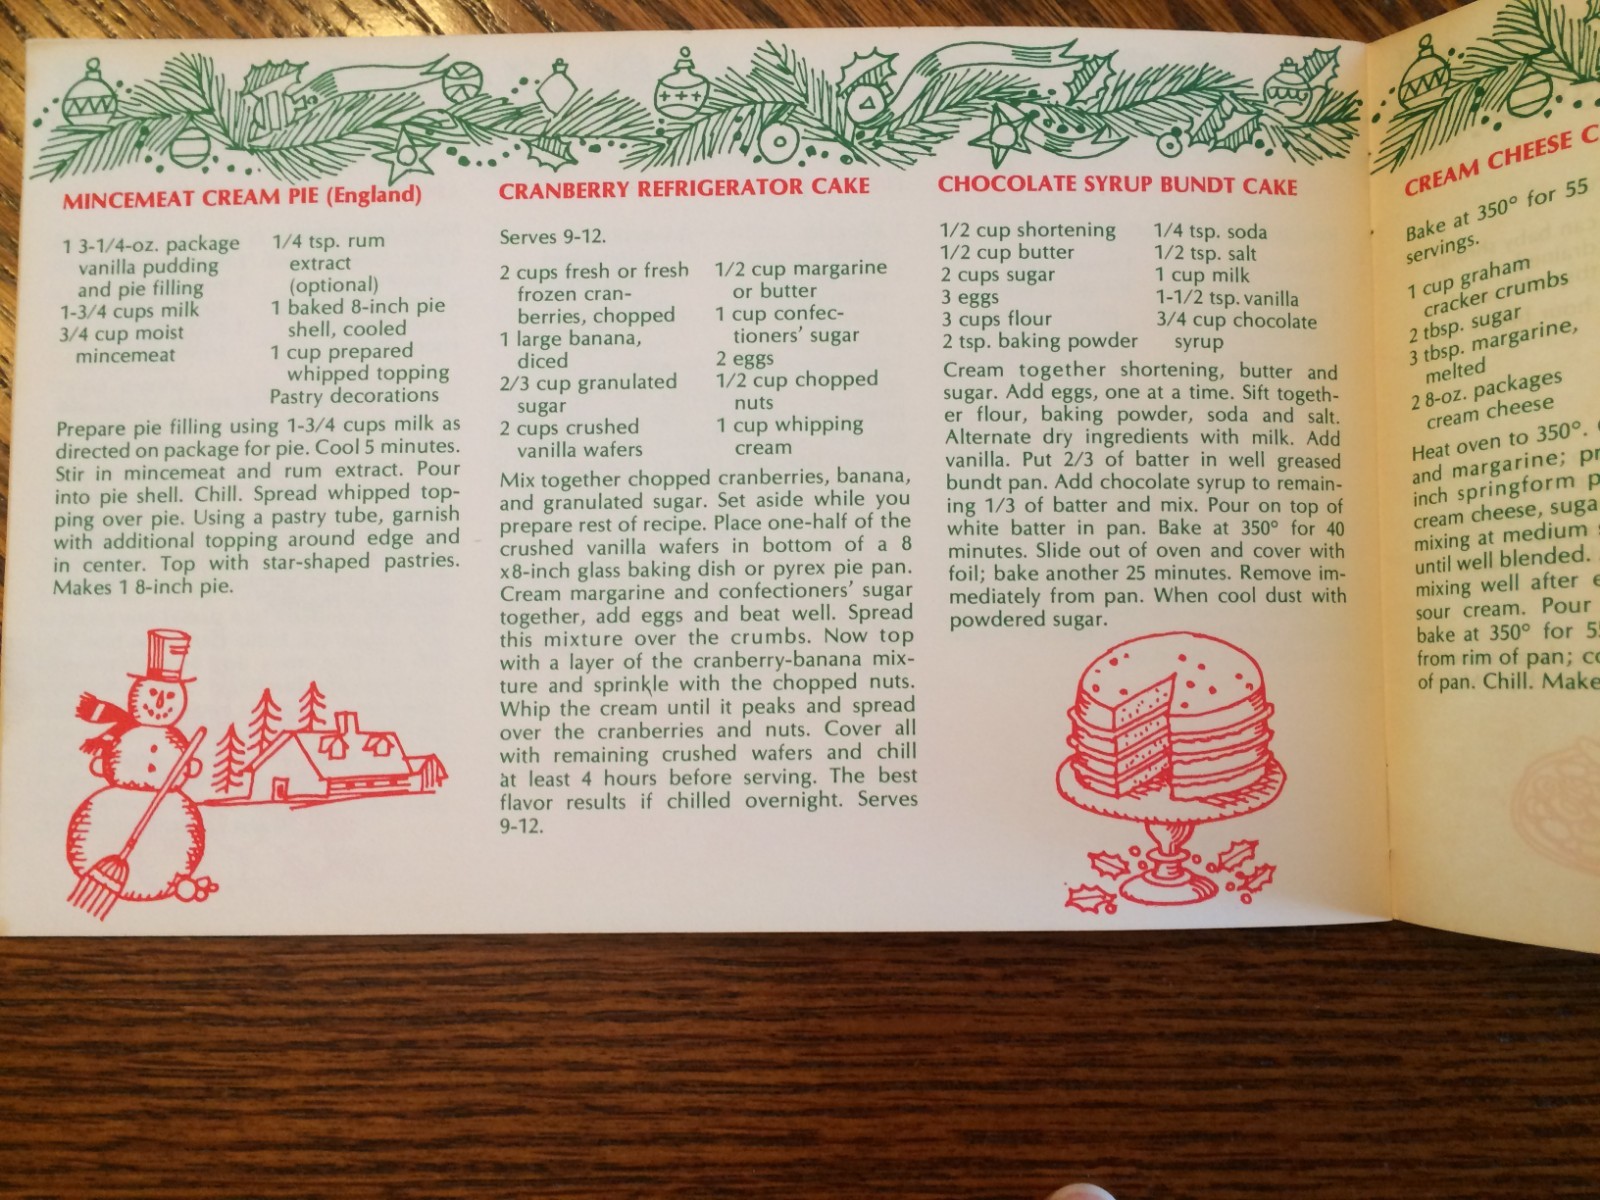 MINCEMEAT CREAM PIE (England)
1 3-1/4-oz. package
vanilla pudding
and pie filling
1-3/4 cups milk
3/4 cup moist
mincemeat
1/4 tsp. rum
extract
(optional)
1 baked 8-inch pie
shell, cooled
1 cup prepared
whipped topping
Pastry decorations
Prepare pie filling using 1-3/4 cups milk as
directed on package for pie. Cool 5 minutes.
Stir in mincemeat and rum extract. Pour
into pie shell. Chill. Spread whipped top-
ping over pie. Using a pastry tube, garnish
with additional topping around edge and
in center. Top with star-shaped pastries.
Makes 1 8-inch pie.
CRANBERRY REFRIGERATOR CAKE
Serves 9-12.
2 cups fresh or fresh
frozen cran-
berries, chopped
1 large banana,
diced
2/3 cup granulated
sugar
2 cups crushed
vanilla wafers
1/2 cup margarine
or butter
1 cup confec-
tioners' sugar
2 eggs
1/2 cup chopped
nuts
1 cup whipping
cream
Mix together chopped cranberries, banana,
and granulated sugar. Set aside while you
prepare rest of recipe. Place one-half of the
crushed vanilla wafers in bottom of a 8
x8-inch glass baking dish or pyrex pie pan.
Cream margarine and confectioners' sugar
together, add eggs and beat well. Spread
this mixture over the crumbs. Now top
with a layer of the cranberry-banana mix-
ture and sprinkle with the chopped nuts.
Whip the cream until it peaks and spread
over the cranberries and nuts. Cover all
with remaining crushed wafers and chill
at least 4 hours before serving. The best
flavor results if chilled overnight. Serves
9-12.
CHOCOLATE SYRUP BUNDT CAKE
1/2 cup shortening
1/2 cup butter
2 cups sugar
3 eggs
3 cups flour
2 tsp. baking powder
1/4 tsp. soda
1/2 tsp. salt
1 cup milk
1-1/2 tsp. vanilla
3/4 cup chocolate
syrup
Cream together shortening, butter and
sugar. Add eggs, one at a time. Sift togeth-
er flour, baking powder, soda and salt.
Alternate dry ingredients with milk. Add
vanilla. Put 2/3 of batter in well greased
bundt pan. Add chocolate syrup to remain-
ing 1/3 of batter and mix. Pour on top of
white batter in pan. Bake at 350° for 40
minutes. Slide out of oven and cover with
foil; bake another 25 minutes. Remove im-
mediately from pan. When cool dust with
powdered sugar.
CREAM CHEESE C
Bake at 350° for 55
servings.
1 cup graham
cracker crumbs
2 tbsp. sugar
3 tbsp. margarine,
melted
2 8-oz. packages
cream cheese
Heat oven to 350°.
and margarine;
inch springform
cream cheese,
mixing at medium
until well blended.
mixing well after
sour cream. Pour
bake at 350° for
from rim of pan;
of pan. Chill. Make